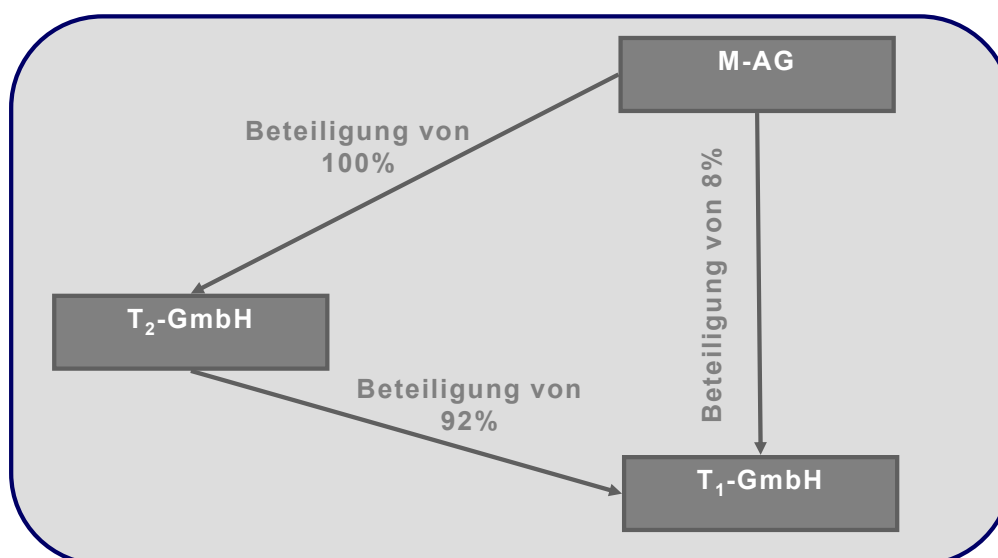 M-AG
Beteiligung von
100%
Beteiligung von 8%
T₂-GmbH
Beteiligung von
92%
T₁-GmbH